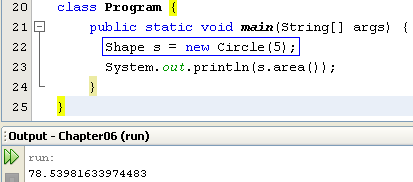 20 class Program {
21 public static void main(String[] args) {
22 Shape s = new Circle(5);
23 System.out.println(s.area());
24 }
25 }
Output - Chapter06 (run)
run:
78.53981633974483